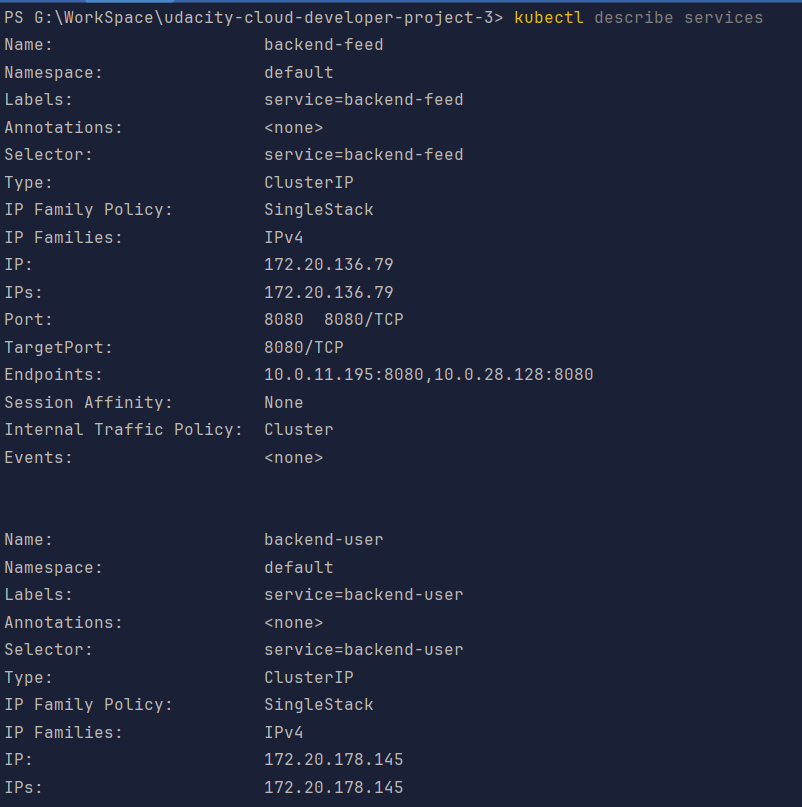 PS G:\WorkSpace\udacity-cloud-developer-project-3> kubectl describe services
Name:                     backend-feed
Namespace:                default
Labels:                   service=backend-feed
Annotations:              <none>
Selector:                 service=backend-feed
Type:                     ClusterIP
IP Family Policy:         SingleStack
IP Families:              IPv4
IP:                       172.20.136.79
IPs:                      172.20.136.79
Port:                     8080  8080/TCP
TargetPort:               8080/TCP
Endpoints:                10.0.11.195:8080,10.0.28.128:8080
Session Affinity:         None
Internal Traffic Policy:  Cluster
Events:                   <none>
Name:                     backend-user
Namespace:                default
Labels:                   service=backend-user
Annotations:              <none>
Selector:                 service=backend-user
Type:                     ClusterIP
IP Family Policy:         SingleStack
IP Families:              IPv4
IP:                       172.20.178.145
IPs:                      172.20.178.145